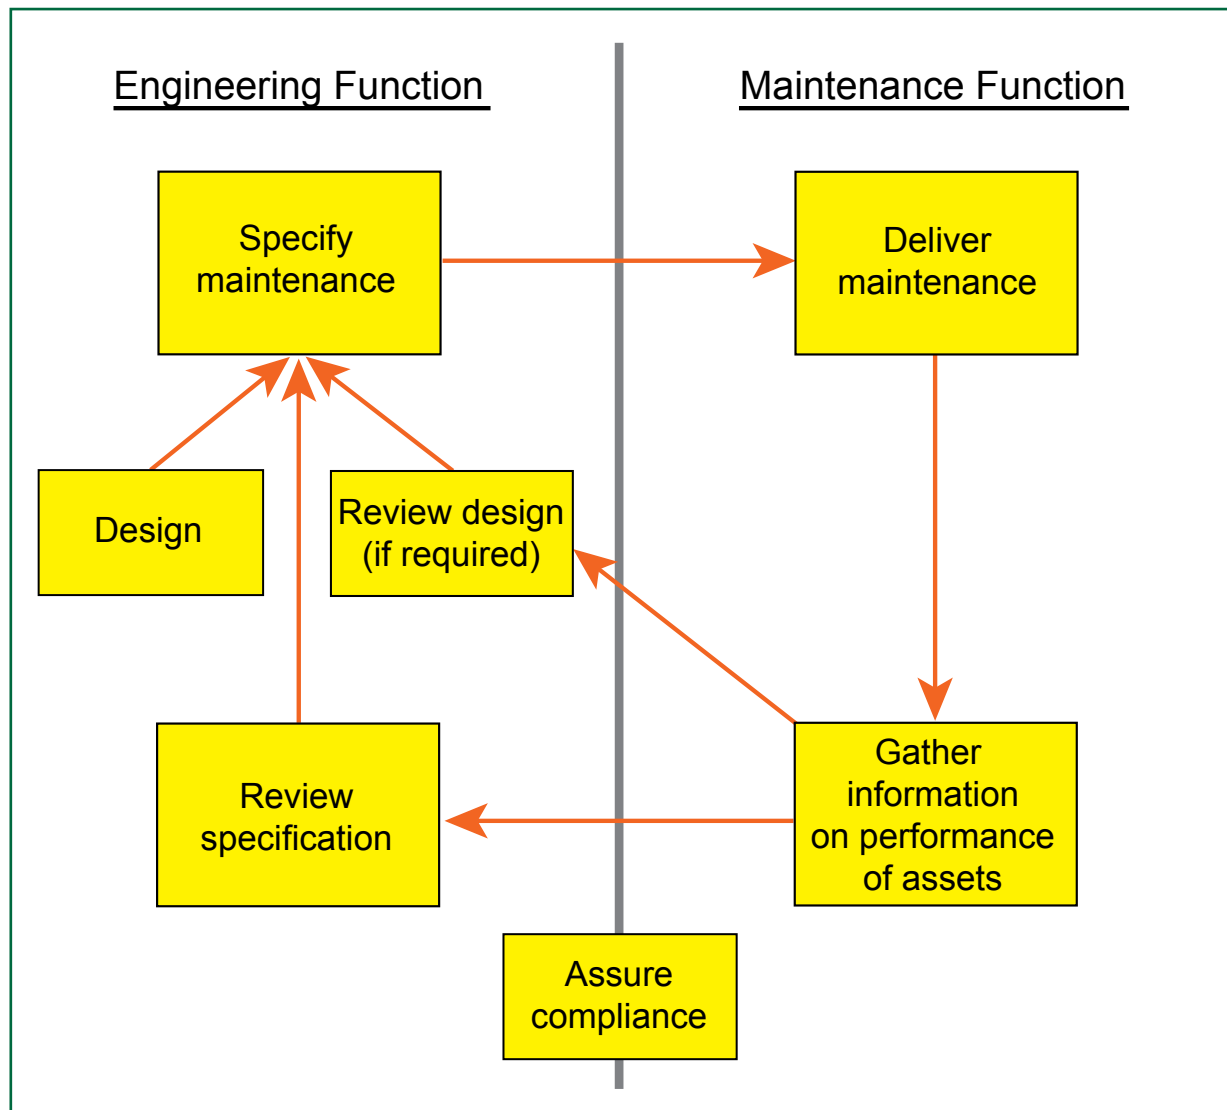 Engineering Function
Maintenance Function
Specify
maintenance
Deliver
maintenance
Design
Review design
(if required)
Review
specification
Gather
information
on performance
of assets
Assure
compliance